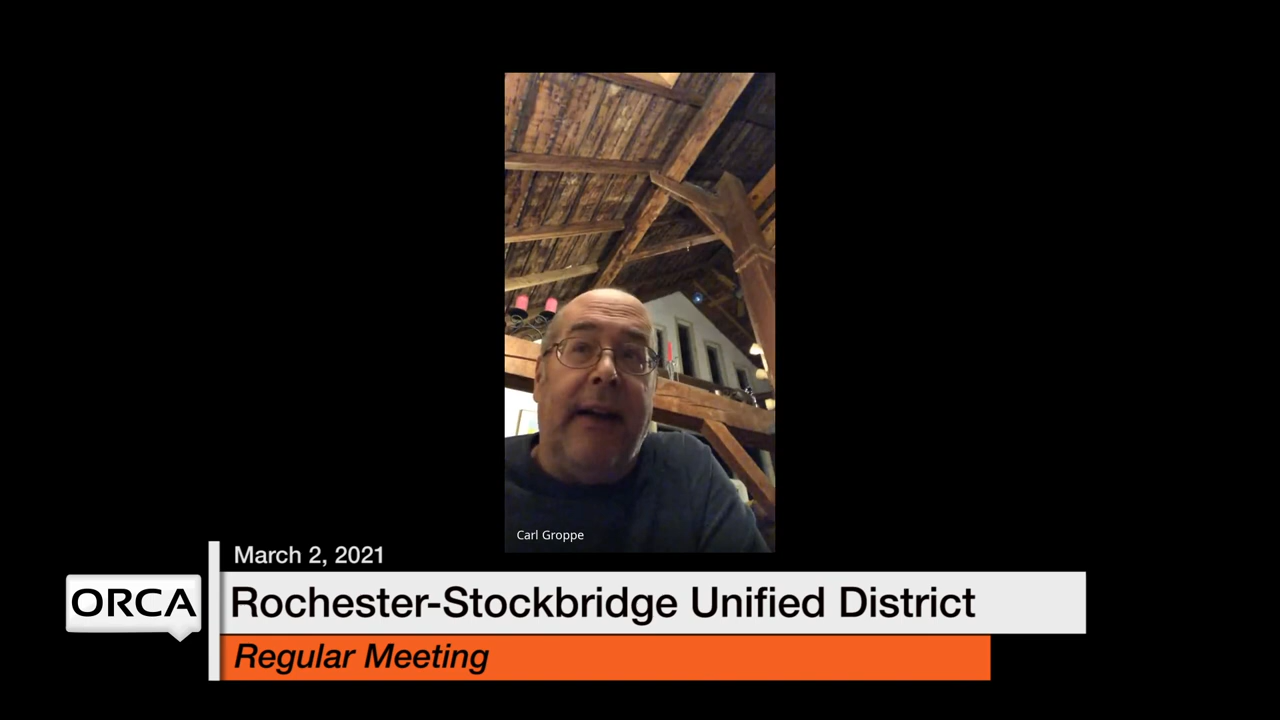 Carl Groppe
March 2, 2021
ORCA
Rochester-Stockbridge Unified District
Regular Meeting